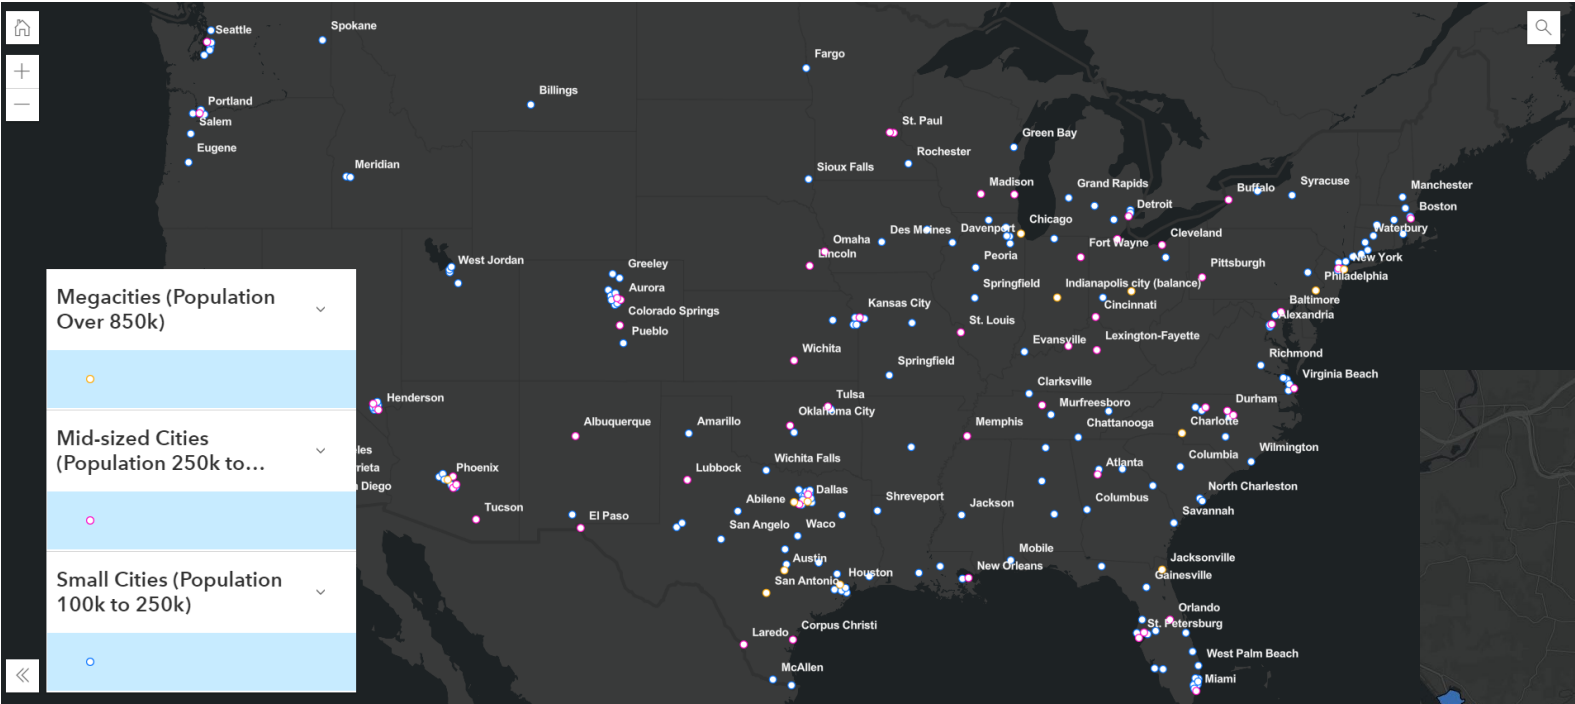 Seattle
Spokane
Fargo
Billings
Portland
Salem
St. Paul
Green Bay
Eugene
Rochester
Meridian
Sioux Falls
Madison
Grand Rapids
Buffalo
Syracuse
Manchester
Detroit
Boston
Chicago
Des Moines
Davenport
Waterbury
Omaha
Fort Wayne
Cleveland
Lincoln
Peoria
New York
West Jordan
Greeley
Pittsburgh
Philadelphia
Aurora
Springfield
Indianapolis city (balance)
Baltimore
Kansas City
Cincinnati
Colorado Springs
Alexandria
St. Louis
Pueblo
Evansville
Lexington-Fayette
Wichita
Richmond
Springfield
Virginia Beach
Clarksville
Henderson
Tulsa
Murfreesboro
Durham
Oklahoma City
Albuquerque
Amarillo
Memphis
Chattanooga
Charlotte
les
Wilmington
Wichita Falls
Columbia
rieta
Phoenix
Lubbock
Atlanta
Diego
Dallas
North Charleston
Abilene
Shreveport
Jackson
Columbus
Tucson
El Paso
Savannah
San Angelo
Waco
Mobile
Austin
Jacksonville
New Orleans
Houston
Gainesville
San Antonio
Orlando
Corpus Christi
St. Petersburg
Laredo
West Palm Beach
McAllen
Miami
Megacities (Population
Over 850k)
Mid-sized Cities
(Population 250k to...
Small Cities (Population
100k to 250k)